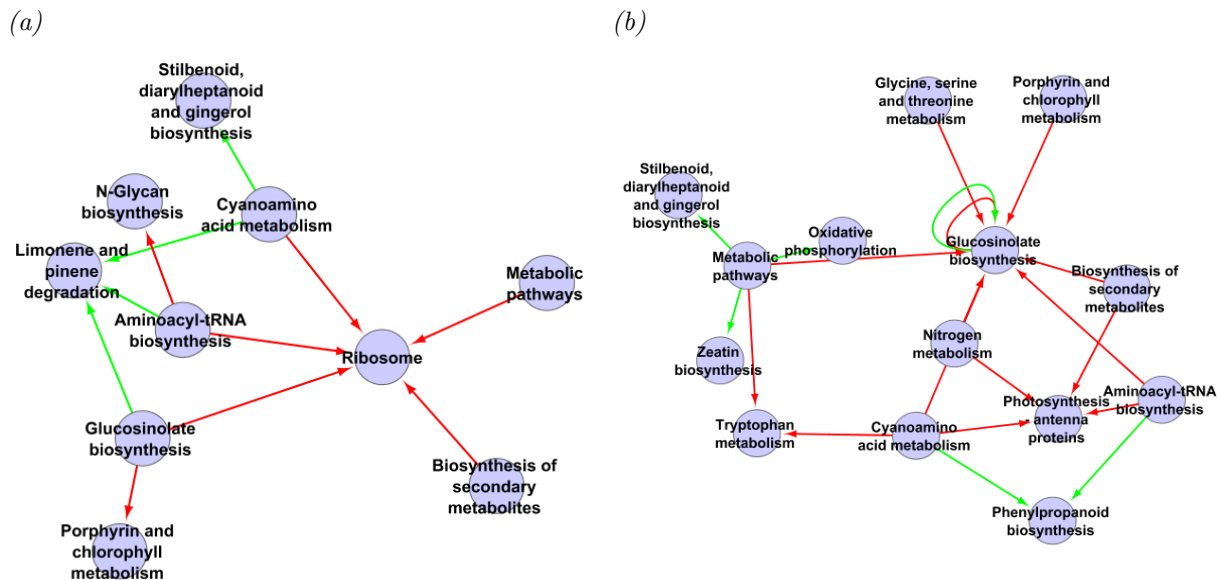 (a)
Stilbenoid,
diarylheptanoid
and gingerol
biosynthesis
N-Glycan
biosynthesis
Cyanoamino
acid metabolism
Limonene and
pinene
degradation
Metabolic
pathways
Aminoacyl-tRNA
biosynthesis
Ribosome
Glucosinolate
biosynthesis
Biosynthesis of
secondary
metabolites
Porphyrin and
chlorophyll
metabolism
(b)
Glycine, serine
and threonine
metabolism
Porphyrin and
chlorophyll
metabolism
Stilbenoid,
diarylheptanoid
and gingerol
biosynthesis
Oxidative
phosphorylation
Glucosinolate
biosynthesis
Metabolic
pathways
Biosynthesis of
secondary
metabolites
Nitrogen
metabolism
Zeatin
biosynthesis
Aminoacyl-tRNA
biosynthesis
Photosynthesis
- antenna
proteins
Tryptophan
metabolism
Cyanoamino
acid metabolism
Phenylpropanoid
biosynthesis